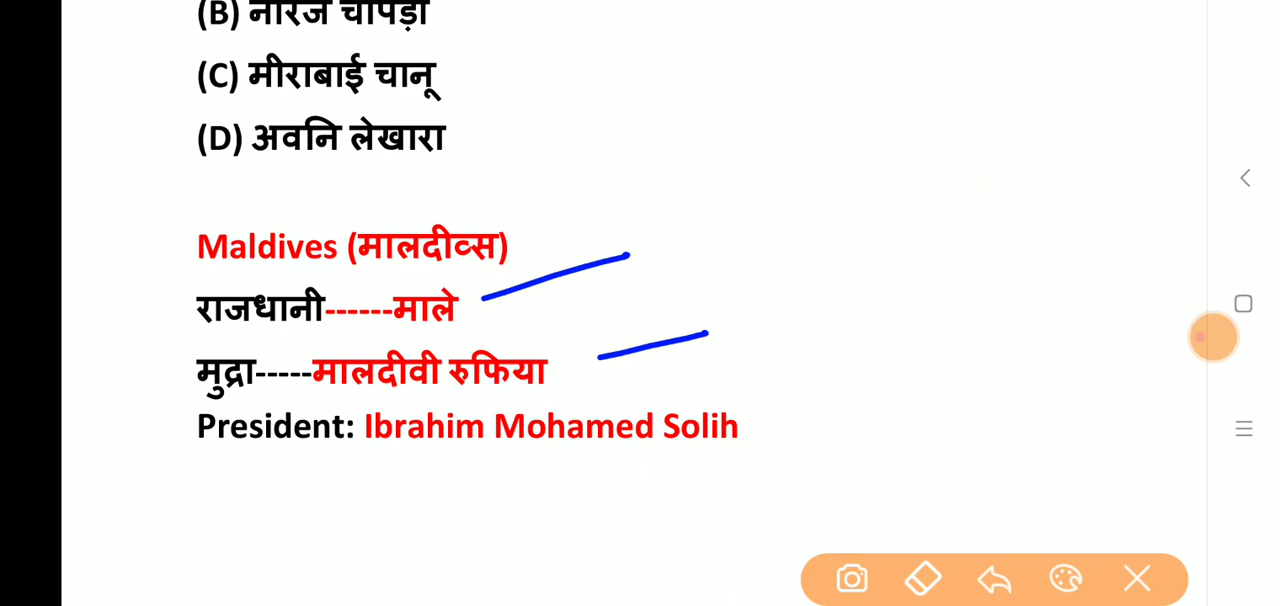 (B) नीरज चोपड़ा
(C) मीराबाई चानू
(D) अवनि लेखारा
Maldives (मालदीव्स)
राजधानी------माले
मुद्रा-----मालदीवी रुफिया
President: Ibrahim Mohamed Solih